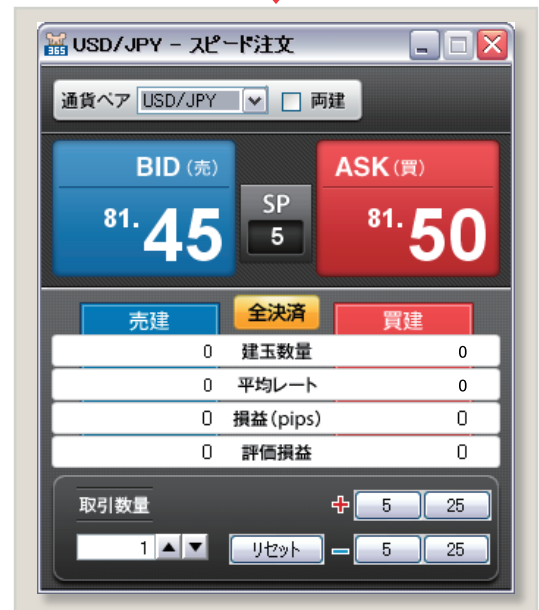 365 USD/JPY - スピード注文
通貨ペア USD/JPY 両建
BID (売) SP ASK (買)
81.45 5 81.50
売建 全決済 買建
0 建玉数量 0
0 平均レート 0
0 損益(pips) 0
0 評価損益 0
取引数量 5 25
1 リセット 5 25